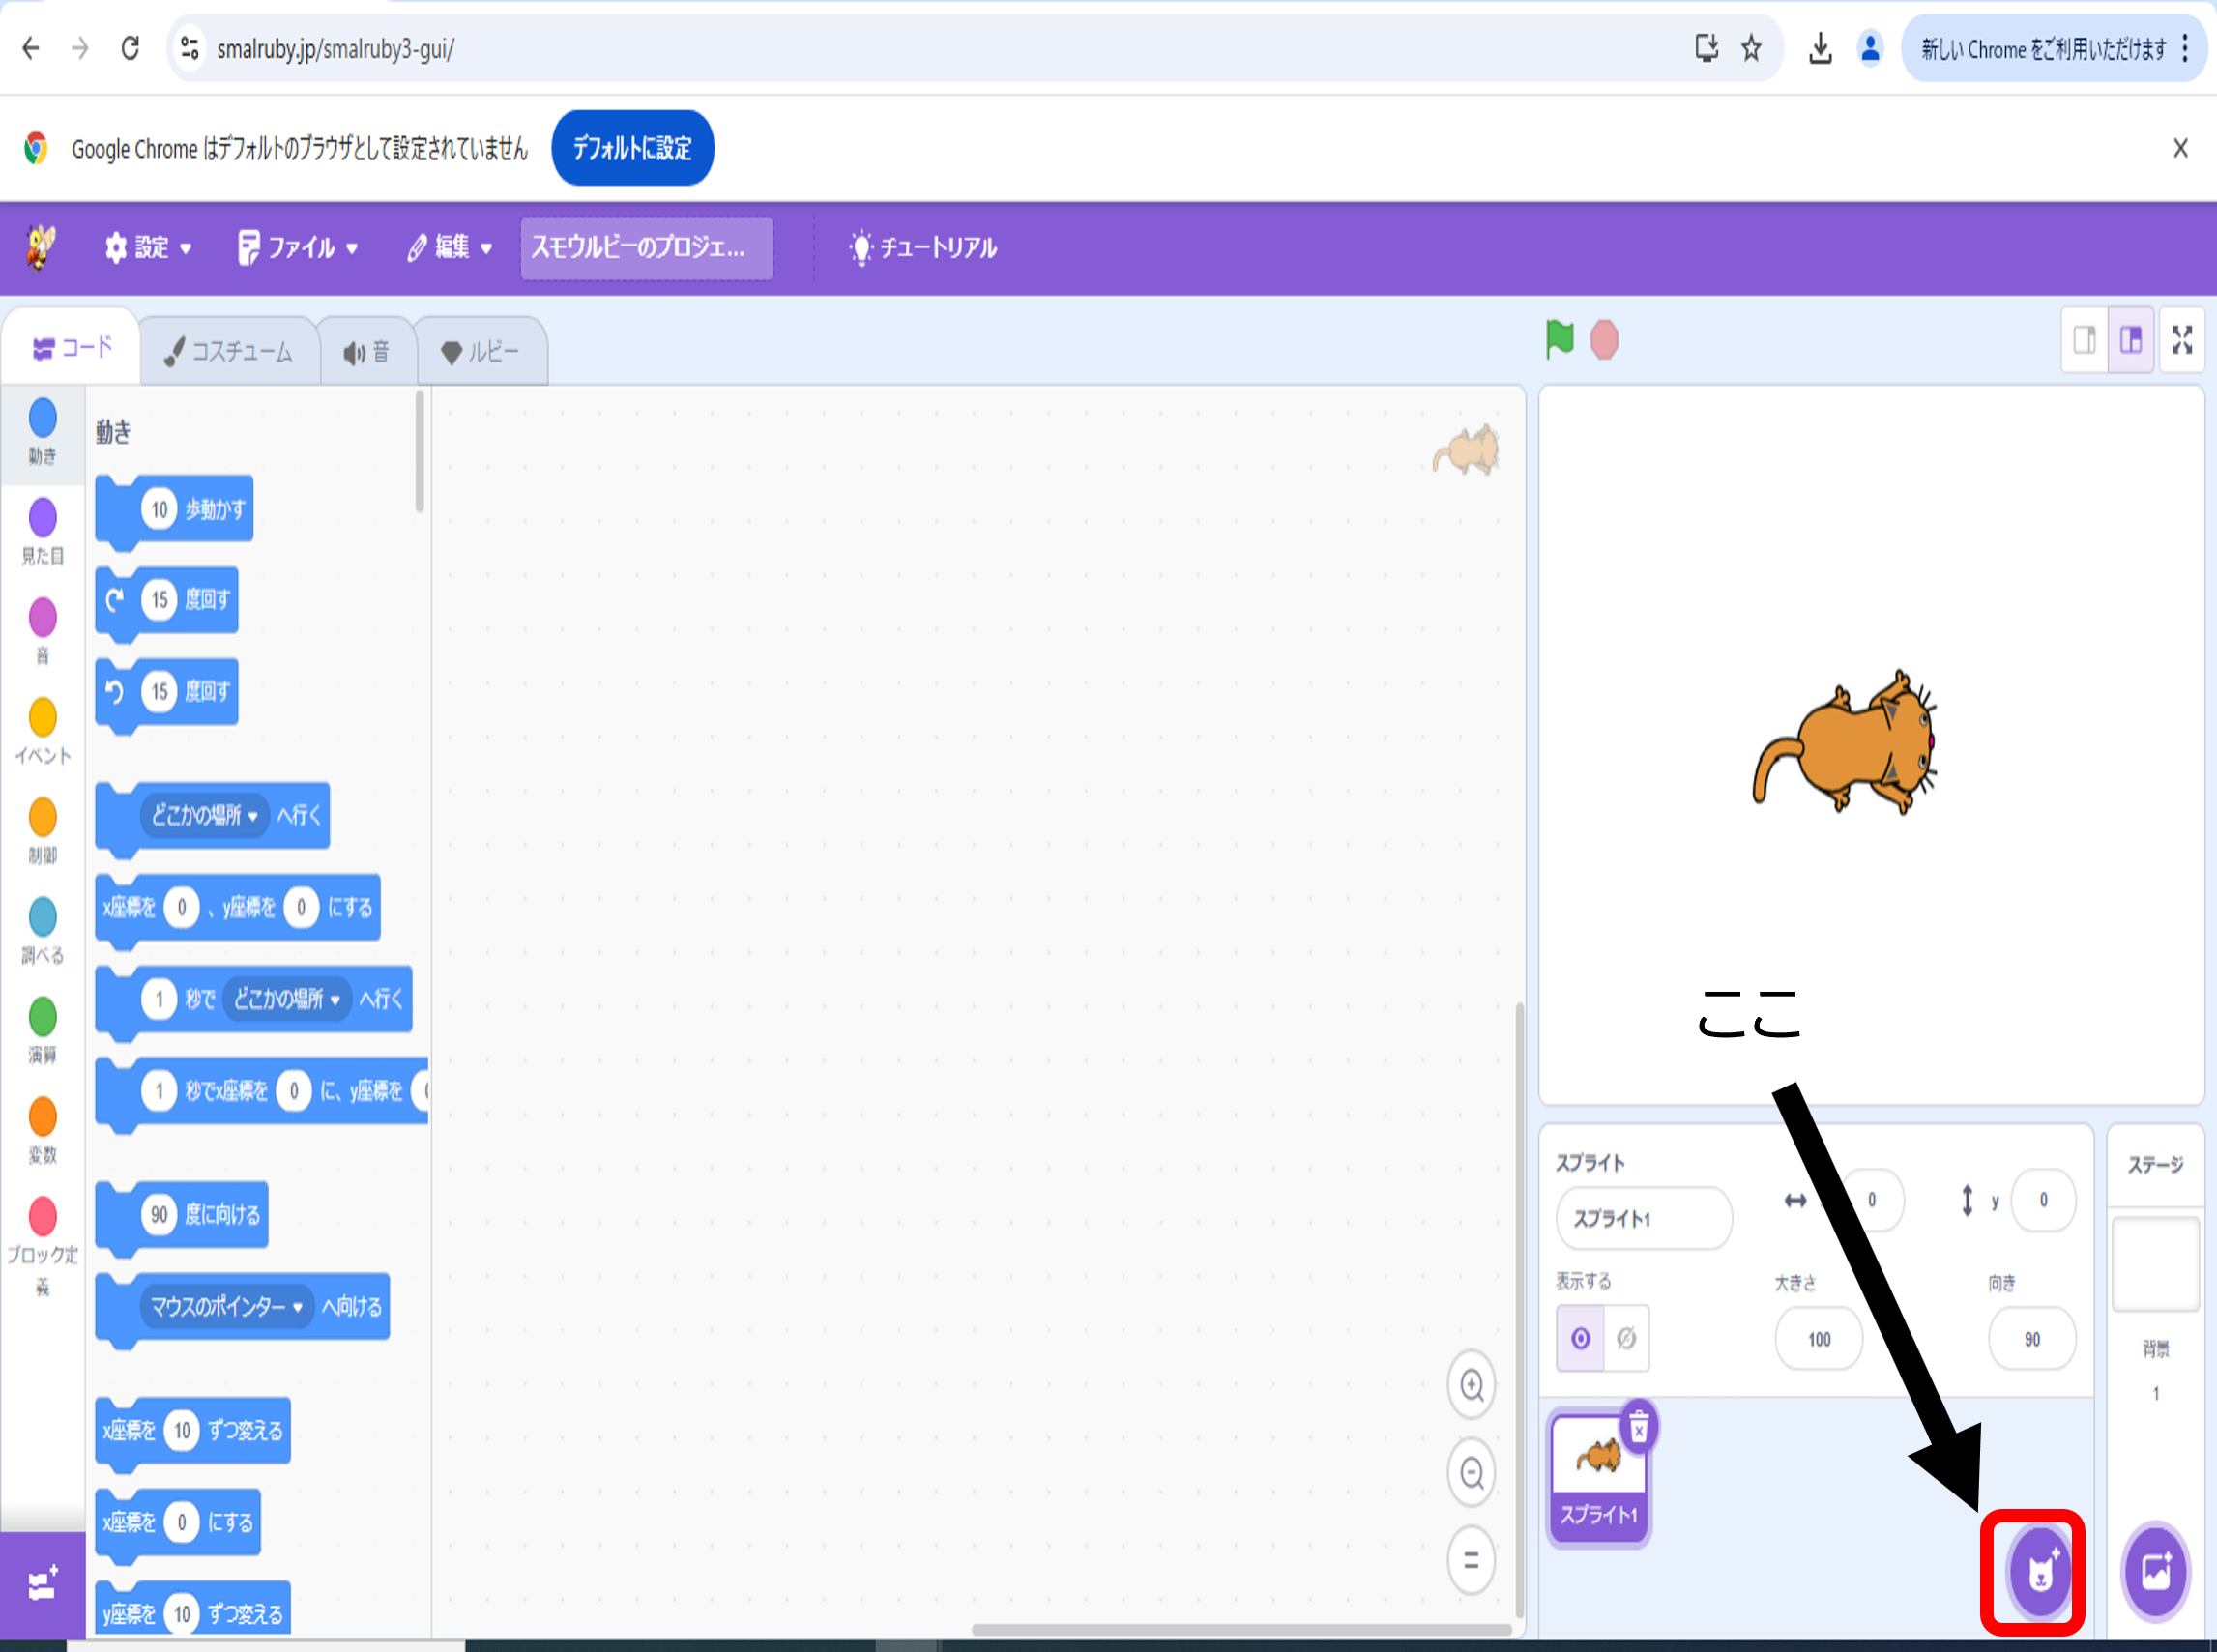 smalruby.jp/smalruby3-gui/
新しい Chrome をご利用いただけます
Google Chrome はデフォルトのブラウザとして設定されていません
デフォルトに設定
設定
ファイル
編集
スモウルビーのプロジェ...
チュートリアル
コード
コスチューム
音
ルビー
動き
見た目
音
イベント
制御
調べる
演算
変数
ブロック定
義
動き
10 歩動かす
15 度回す
15 度回す
どこかの場所 へ行く
x座標を 0 、y座標を 0 にする
1 秒で どこかの場所 へ行く
1 秒でx座標を 0 に、y座標を
90 度に向ける
マウスのポインター へ向ける
x座標を 10 ずつ変える
x座標を 0 にする
y座標を 10 ずつ変える
ここ
スプライト
スプライト1
0
y 0
表示する
大きさ
100
向き
90
スプライト1
ステージ
背景
1